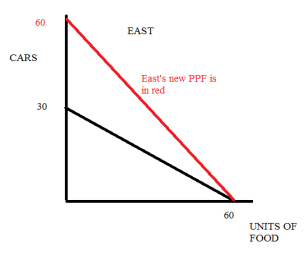 60
EAST
CARS
East's new PPF is
in red
30
60
UNITS OF
FOOD